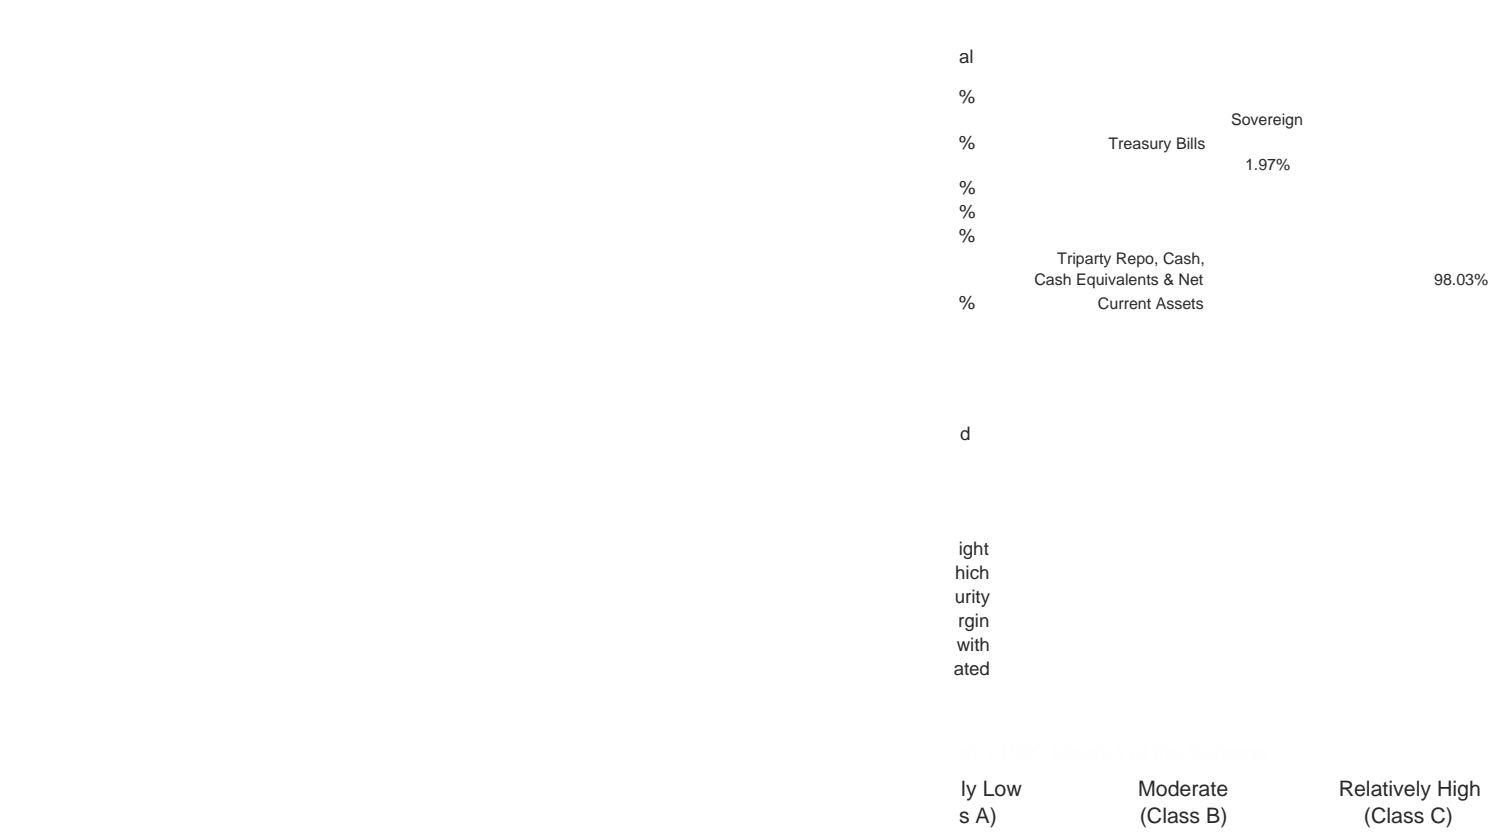 al
%
Sovereign
% Treasury Bills
1.97%
%
%
%
Triparty Repo, Cash,
Cash Equivalents & Net 98.03%
% Current Assets
d
ight
hich
urity
rgin
with
ated
ly Low Moderate Relatively High
s A) (Class B) (Class C)